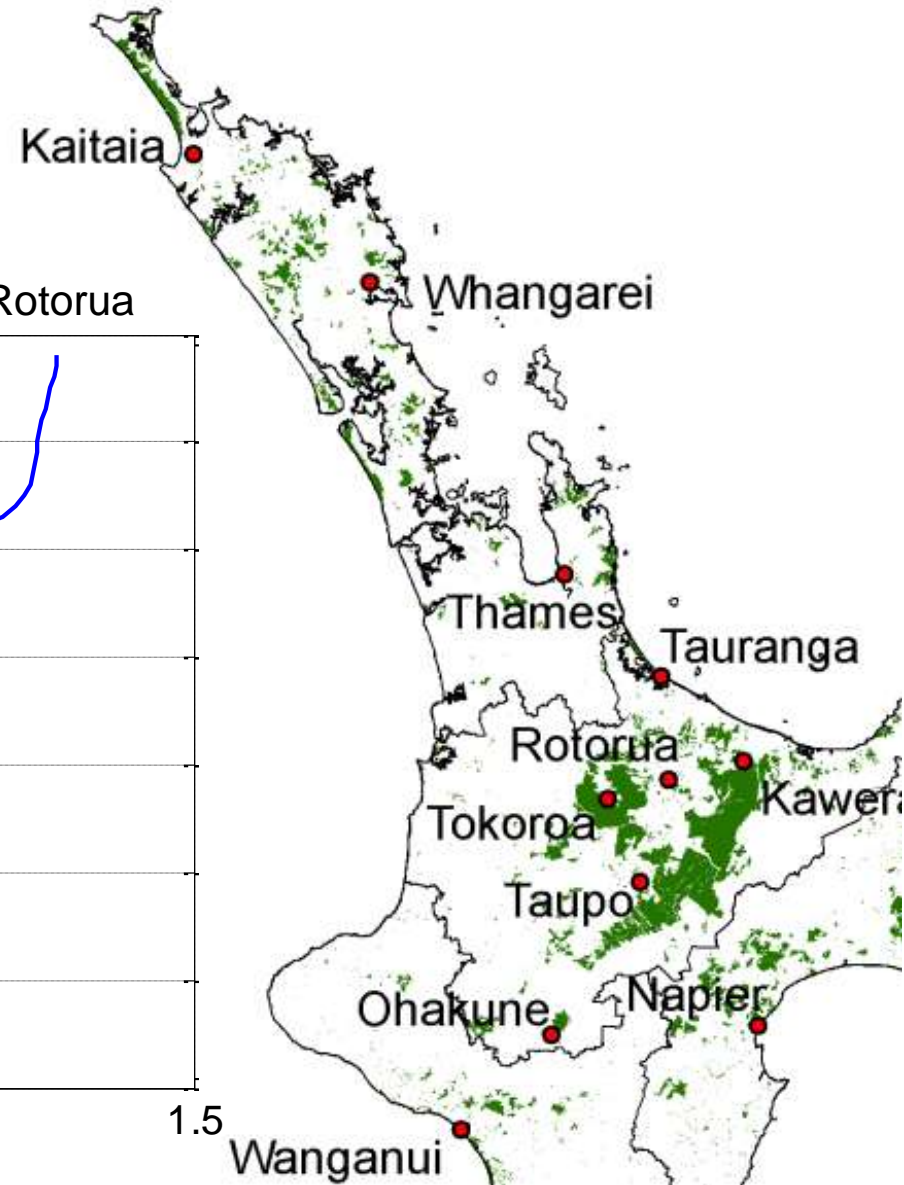 Kaitaia
Whangarei
Rotorua
Thames
Tauranga
Rotorua
Kawera
Tokoroa
Taupo
Napier
Ohakune
1.5
Wanganui